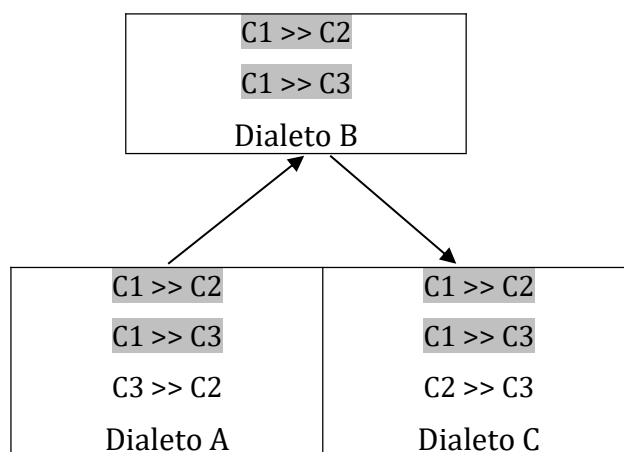 C1 >> C2
C1 >> C3
Dialeto B
C1 >> C2
C1 >> C3
C3 >> C2
Dialeto A
C1 >> C2
C1 >> C3
C2 >> C3
Dialeto C